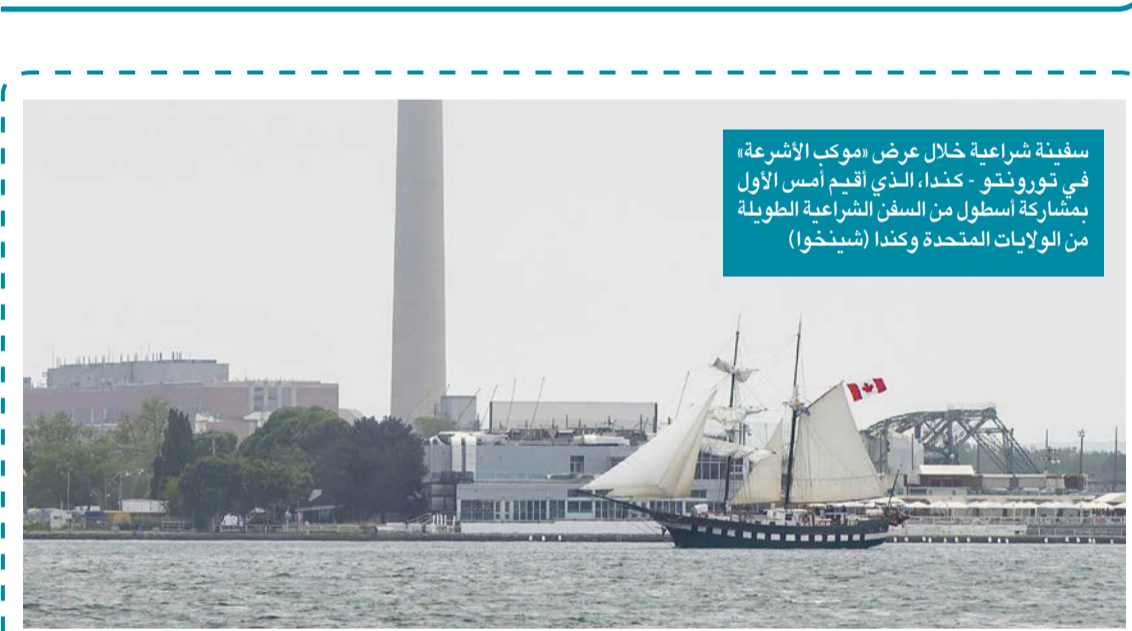 سفينة شراعية خلال عرض «موكب الأشرعة»
في تورونتو - كندا، الذي أقيم أمس الأول
بمشاركة أسطول من السفن الشراعية الطويلة
من الولايات المتحدة وكندا (شينخوا)